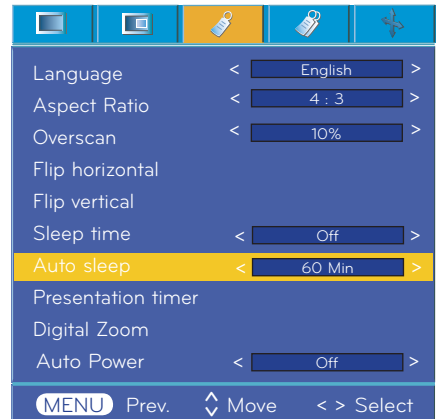 Language < English >
Aspect Ratio < 4 : 3 >
Overscan < 10% >
Flip horizontal
Flip vertical
Sleep time < Off >
Auto sleep < 60 Min >
Presentation timer
Digital Zoom
Auto Power < Off >
MENU Prev. Move < > Select